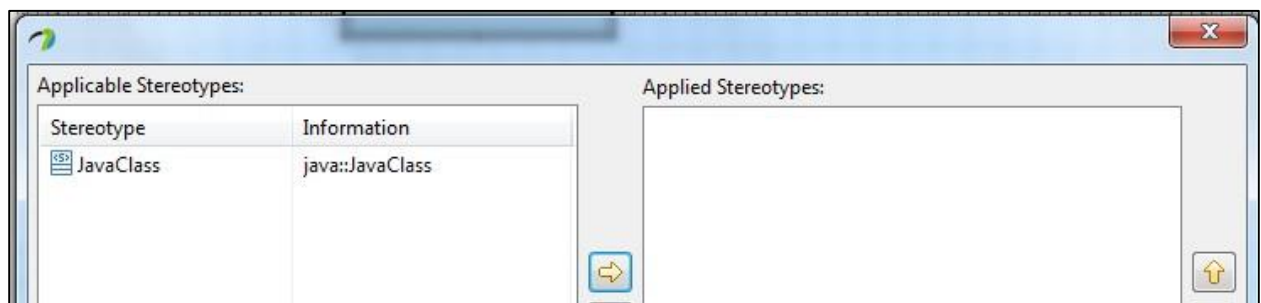 Applicable Stereotypes:
Applied Stereotypes:
Stereotype Information
JavaClass java::JavaClass